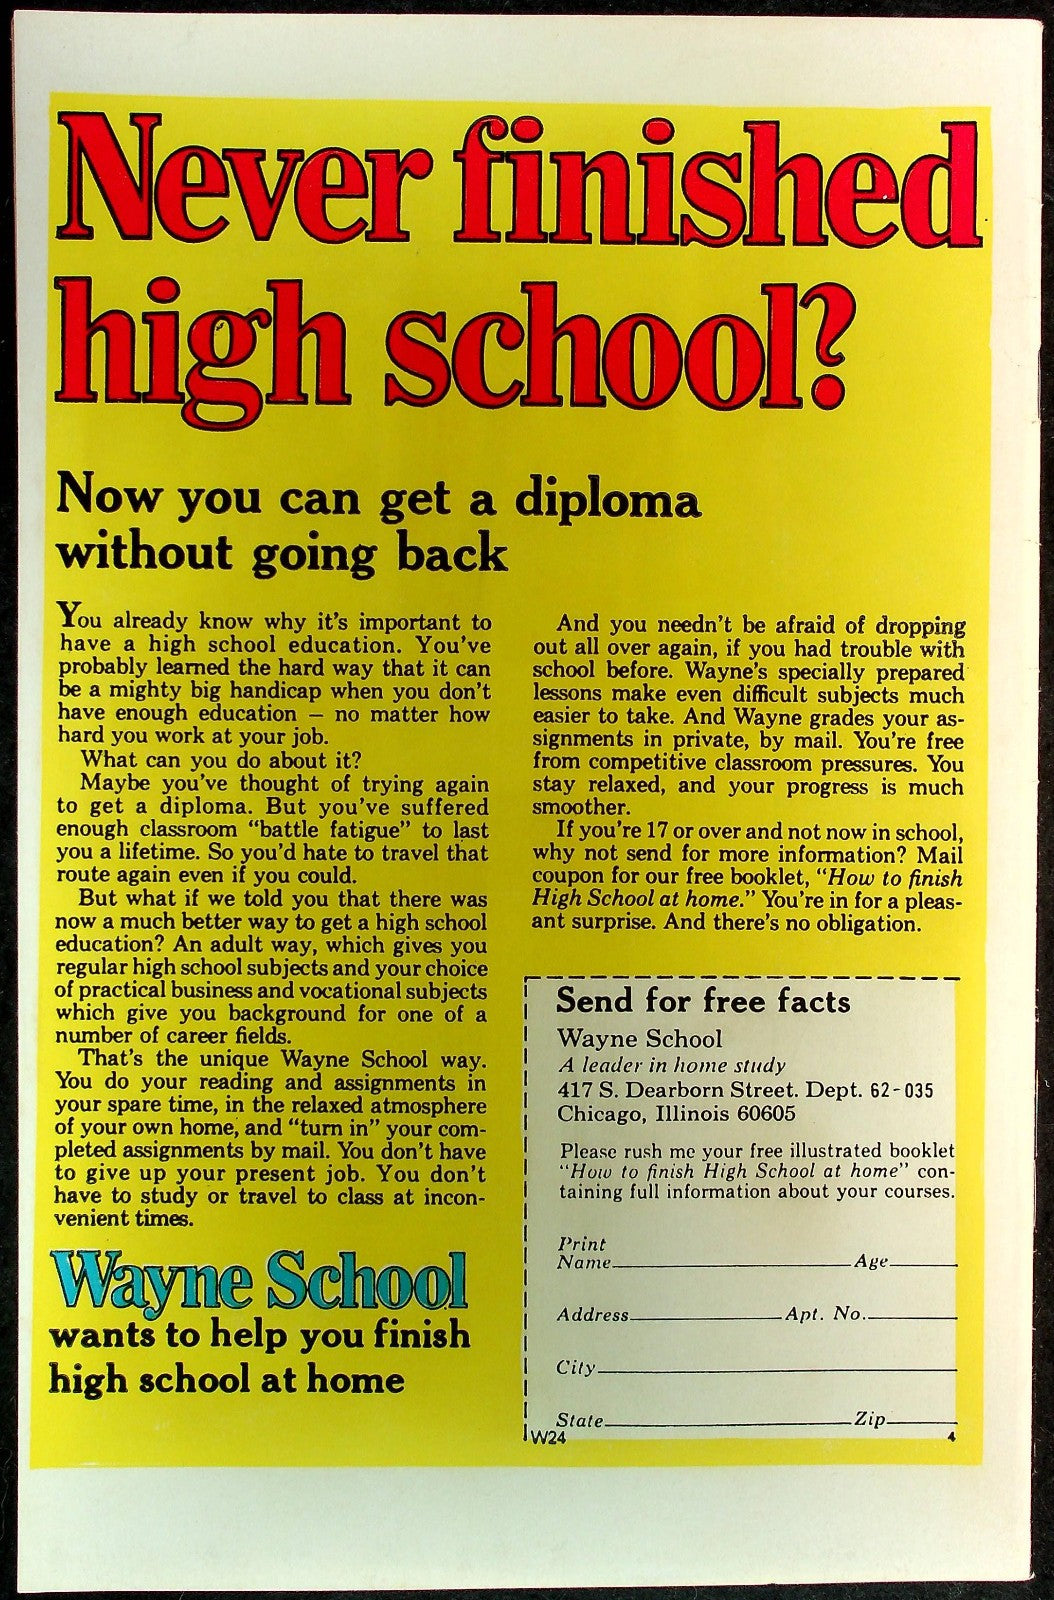 Never finished
high school?
Now you can get a diploma
without going back
You already know why it's important to
have a high school education. You've
probably learned the hard way that it can
be a mighty big handicap when you don't
have enough education — no matter how
hard you work at your job.
What can you do about it?
Maybe you've thought of trying again
to get a diploma. But you've suffered
enough classroom "battle fatigue" to last
you a lifetime. So you'd hate to travel that
route again even if you could.
But what if we told you that there was
now a much better way to get a high school
education? An adult way, which gives you
regular high school subjects and your choice
of practical business and vocational subjects
which give you background for one of a
number of career fields.
That's the unique Wayne School way.
You do your reading and assignments in
your spare time, in the relaxed atmosphere
of your own home, and "turn in" your com-
pleted assignments by mail. You don't have
to give up your present job. You don't
have to study or travel to class at incon-
venient times.
Wayne School
wants to help you finish
high school at home
And you needn't be afraid of dropping
out all over again, if you had trouble with
school before. Wayne's specially prepared
lessons make even difficult subjects much
easier to take. And Wayne grades your as-
signments in private, by mail. You're free
from competitive classroom pressures. You
stay relaxed, and your progress is much
smoother.
If you're 17 or over and not now in school,
why not send for more information? Mail
coupon for our free booklet, "How to finish
High School at home." You're in for a pleas-
ant surprise. And there's no obligation.
Send for free facts
Wayne School
A leader in home study
417 S. Dearborn Street. Dept. 62-035
Chicago, Illinois 60605
Please rush me your free illustrated booklet
"How to finish High School at home" con-
taining full information about your courses.
Print
Name Age
Address Apt. No.
City
State Zip
W24 4